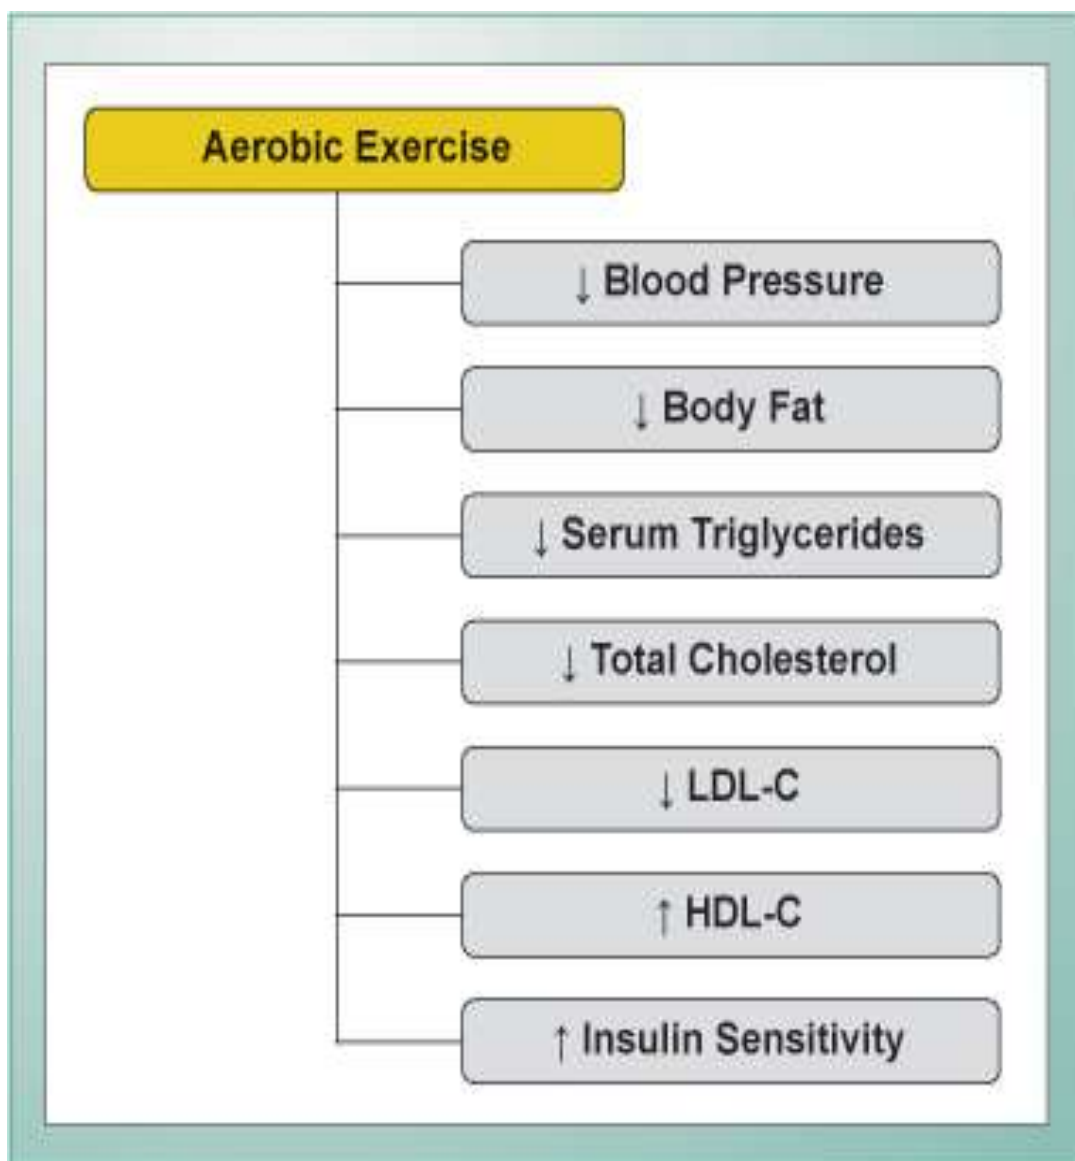 Aerobic Exercise
↓ Blood Pressure
↓ Body Fat
↓ Serum Triglycerides
↓ Total Cholesterol
↓ LDL-C
↑ HDL-C
↑ Insulin Sensitivity